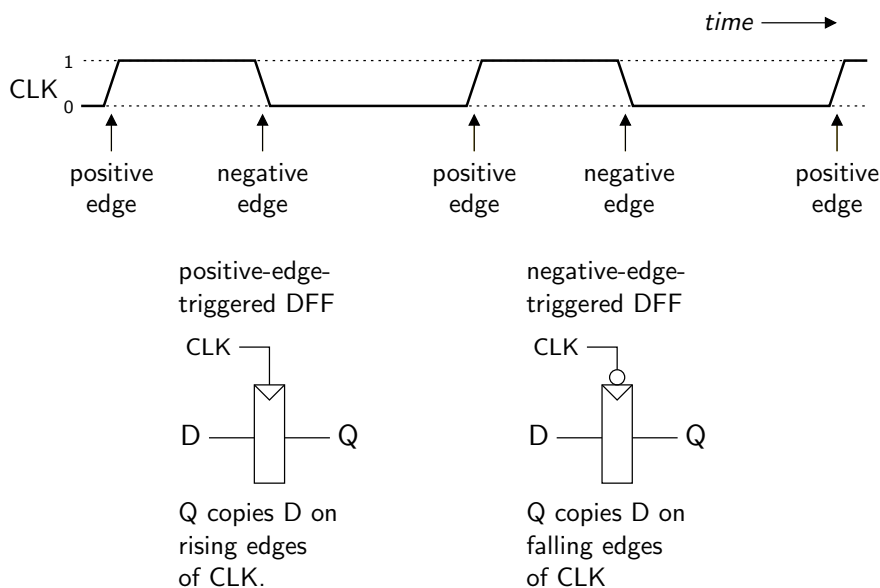 time
1
CLK
0
positive
edge
negative
edge
positive
edge
negative
edge
positive
edge
positive-edge-
triggered DFF
CLK
D
Q
Q copies D on
rising edges
of CLK.
negative-edge-
triggered DFF
CLK
D
Q
Q copies D on
falling edges
of CLK